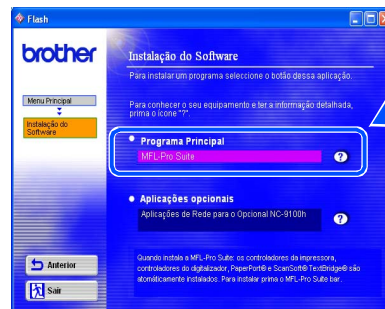 Flash
brother
Instalação do Software
Para instalar um programa seleccione o botão dessa aplicação.
Menu Principal
Instalação do
Software
Para conhecer o seu equipamento e ter a informação detalhada,
prima o ícone "?".
Programa Principal
MFL-Pro Suite
?
Aplicações opcionais
Aplicações de Rede para o Opcional NC-9100h
?
Quando instala a MFL-Pro Suite: os controladores da impressora,
controladores do digitalizador, PaperPort® e ScanSoft® TextBridge® são
atomáticamente instalados. Para instalar prima o MFL-Pro Suite bar.
Anterior
Sair